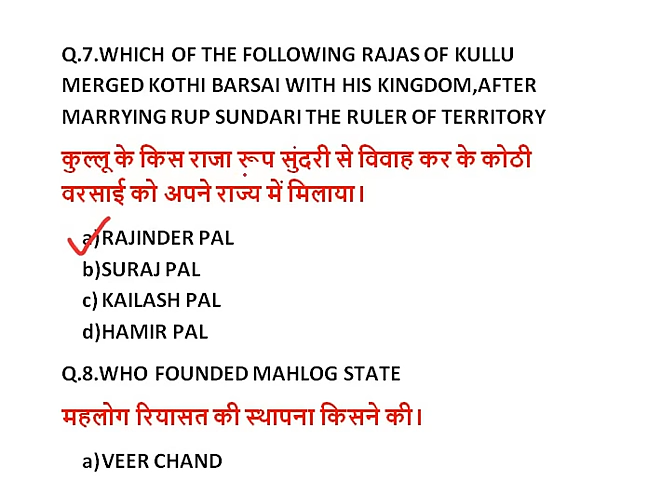 Q.7.WHICH OF THE FOLLOWING RAJAS OF KULLU
MERGED KOTHI BARSAI WITH HIS KINGDOM,AFTER
MARRYING RUP SUNDARI THE RULER OF TERRITORY
कुल्लू के किस राजा रूप सुंदरी से विवाह कर के कोठी
वरसाई को अपने राज्य में मिलाया।
a)RAJINDER PAL
b)SURAJ PAL
c) KAILASH PAL
d)HAMIR PAL
Q.8.WHO FOUNDED MAHLOG STATE
महलोग रियासत की स्थापना किसने की।
a)VEER CHAND